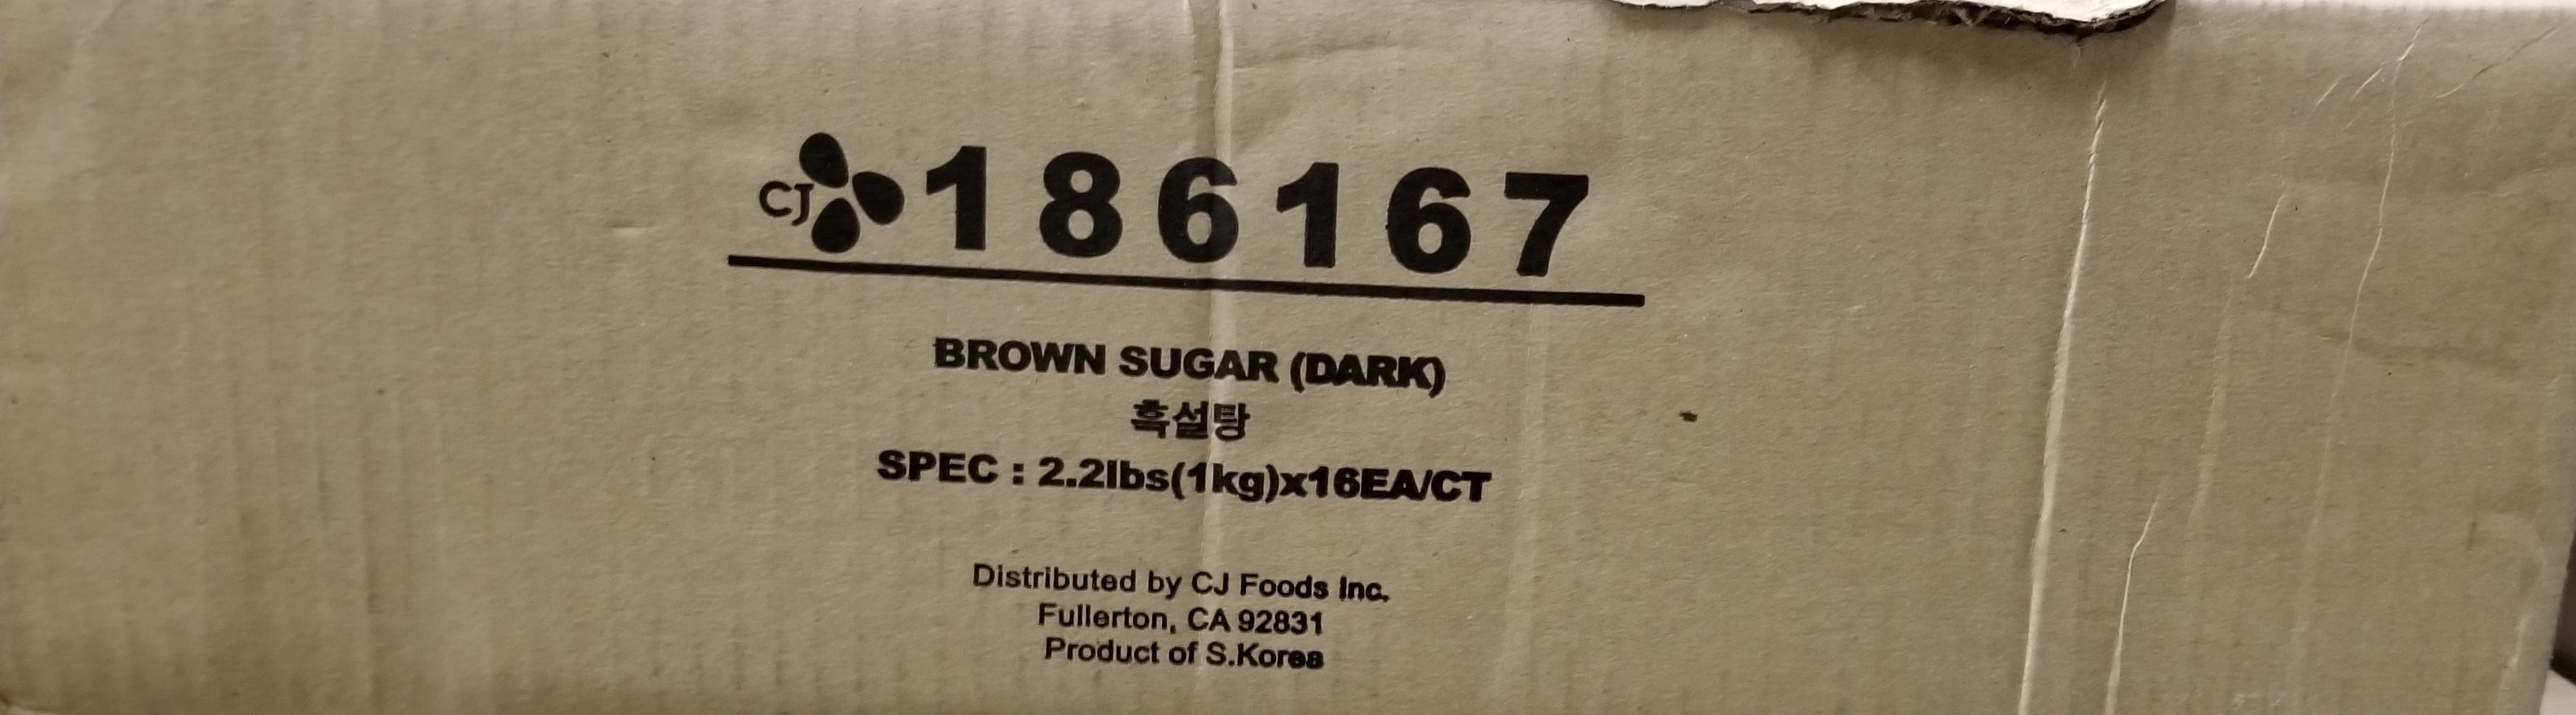 CJ 186167
BROWN SUGAR (DARK)
흑설탕
SPEC : 2.2lbs(1kg)x16EA/CT
Distributed by CJ Foods Inc.
Fullerton, CA 92831
Product of S.Korea